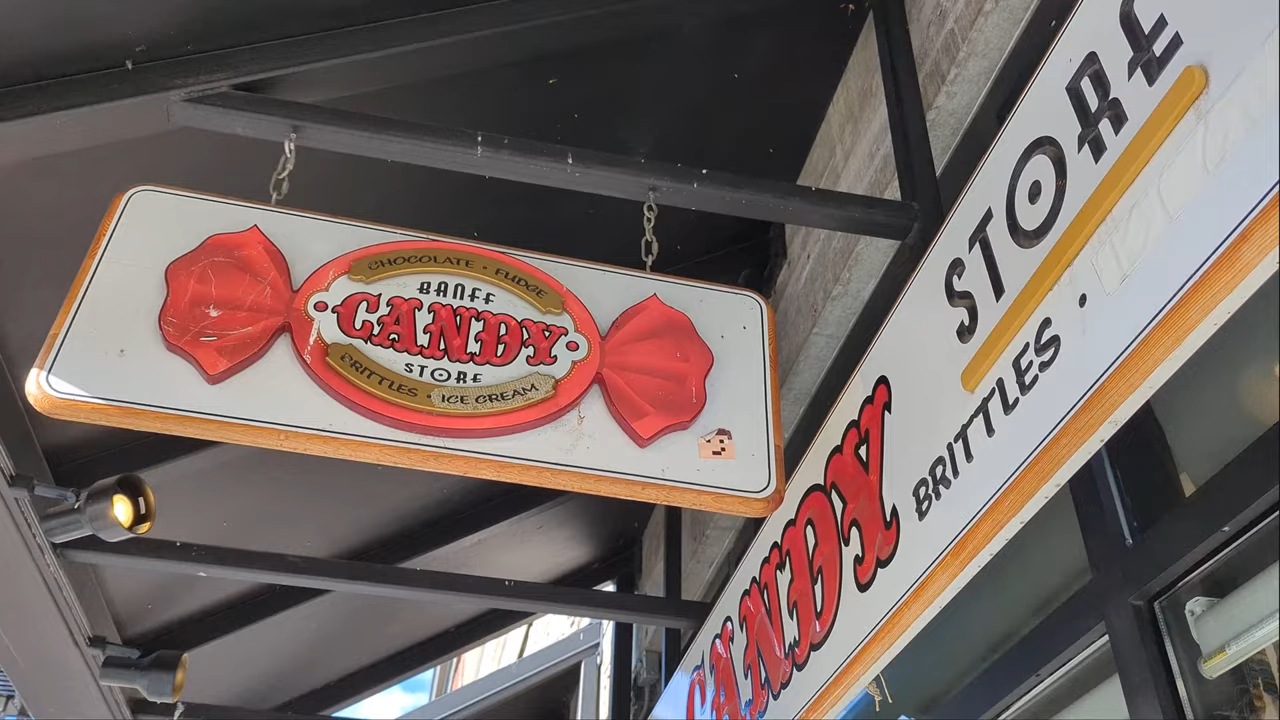 CHOCOLATE · FUDGE
BANFF
CANDY
STORE
BRITTLES · ICE CREAM
CANDY
STORE
BRITTLES ·